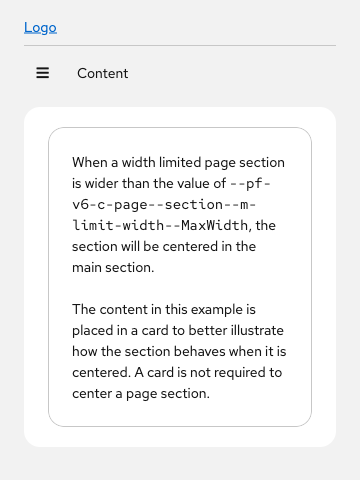 Logo
Content
When a width limited page section
is wider than the value of --pf-
v6-c-page--section--m-
limit-width--MaxWidth, the
section will be centered in the
main section.
The content in this example is
placed in a card to better illustrate
how the section behaves when it is
centered. A card is not required to
center a page section.